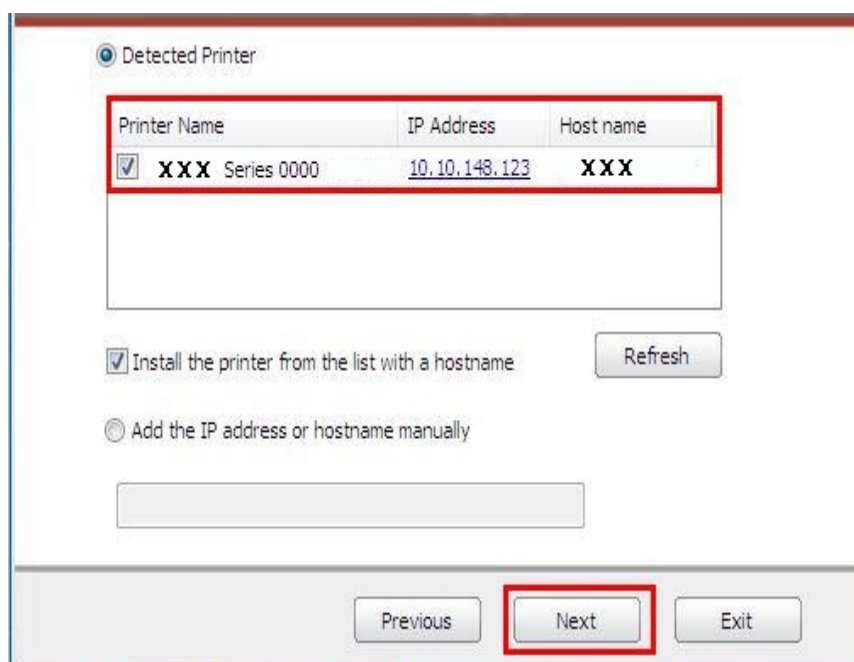 Detected Printer
Printer Name IP Address Host name
XXX Series 0000 10.10.148.123 XXX
Install the printer from the list with a hostname Refresh
Add the IP address or hostname manually
Previous Next Exit